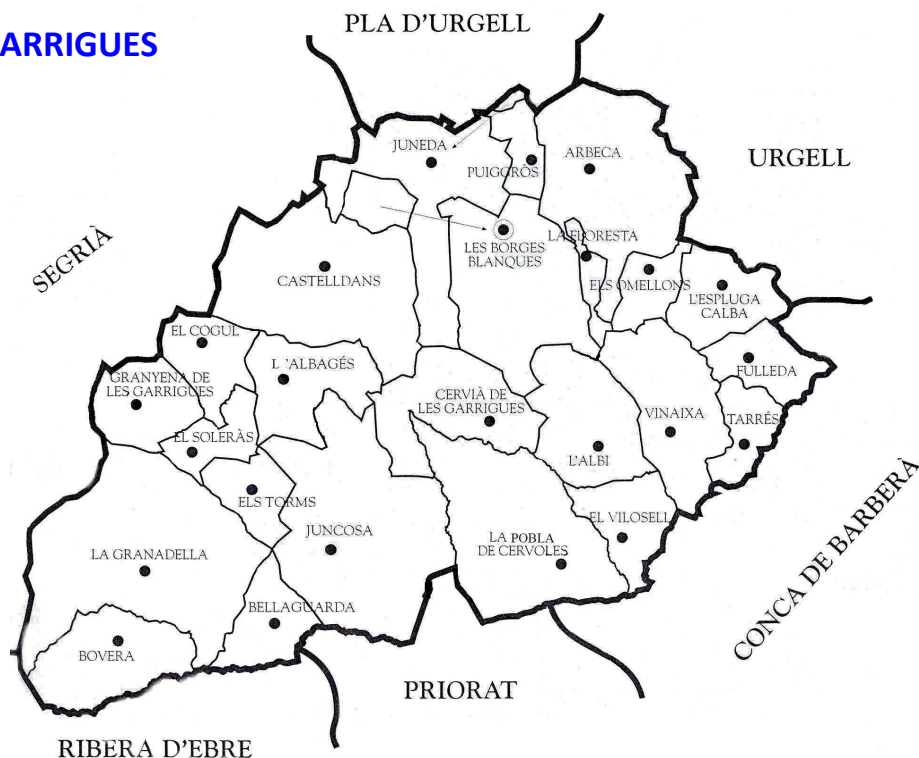 ARRIGUES
PLA D'URGELL
JUNEDA
PUIGGRÒS
ARBECA
URGELL
SEGRIÀ
LES BORGES
BLANQUES
LA FLORESTA
CASTELLDANS
ELS OMELLONS
L'ESPLUGA
CALBA
EL COGUL
L'ALBAGÉS
FULLEDA
GRANYENA DE
LES GARRIGUES
CERVIÀ DE
LES GARRIGUES
VINAIXA
TARRÉS
EL SOLERÀS
L'ALBI
ELS TORMS
EL VILOSELL
JUNCOSA
LA POBLA
DE CERVOLES
LA GRANADELLA
CONCA DE BARBERÀ
BELLAGUARDA
BOVERA
PRIORAT
RIBERA D'EBRE